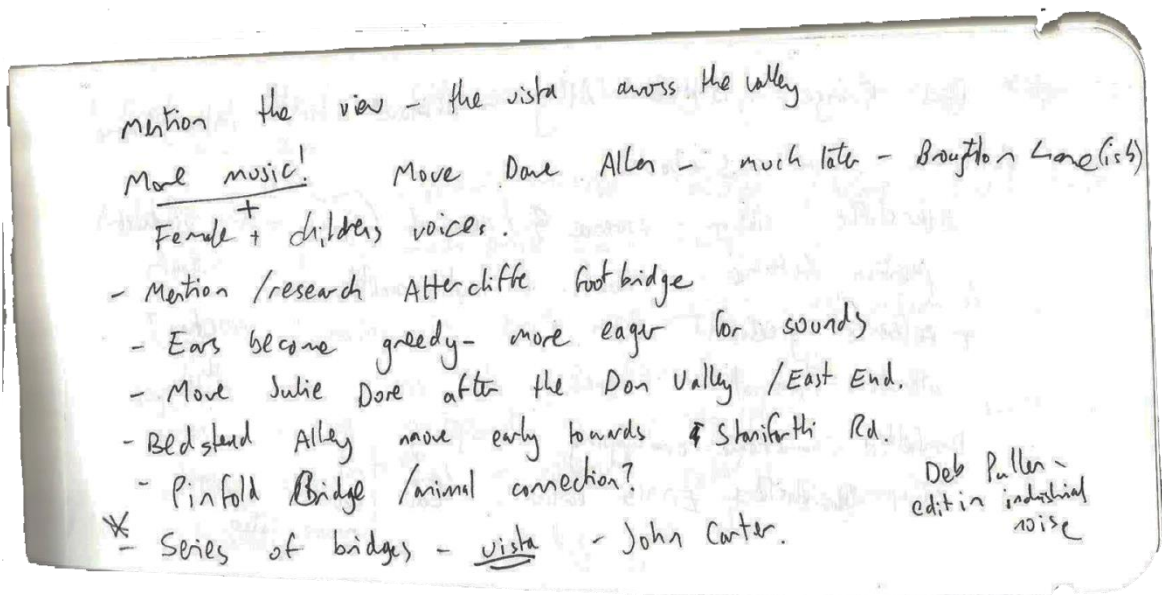 Mention the view - the vista across the valley
More music! Move Dave Allen - much later - Broughton Lane (ish)
+
Female + childrens voices
- Mention /research Attercliffe footbridge
- Ears become greedy - more eager for sounds
- Move Julie Dore after the Don Valley /East End.
- Bedstead Alley move early towards Staniforth Rd.
- Pinfold Bridge /animal connection?
* - Series of bridges - vista - John Carter.
Deb Pullen -
edit in industrial
noise